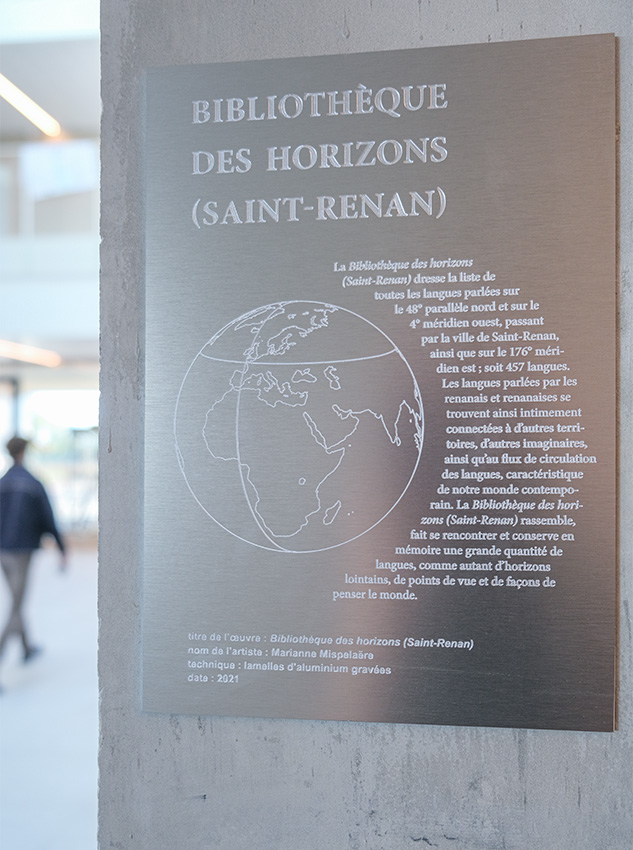 BIBLIOTHÈQUE
DES HORIZONS
(SAINT-RENAN)
La Bibliothèque des horizons
(Saint-Renan) dresse la liste de
toutes les langues parlées sur
le 48e parallèle nord et sur le
4e méridien ouest, passant
par la ville de Saint-Renan,
ainsi que sur le 176e méri-
dien est ; soit 457 langues.
Les langues parlées par les
renanais et renanaises se
trouvent ainsi intimement
connectées à d'autres terri-
toires, d'autres imaginaires,
ainsi qu'au flux de circulation
des langues, caractéristique
de notre monde contempo-
rain. La Bibliothèque des hori-
zons (Saint-Renan) rassemble,
fait se rencontrer et conserve en
mémoire une grande quantité de
langues, comme autant d'horizons
lointains, de points de vue et de façons de
penser le monde.
titre de l'œuvre : Bibliothèque des horizons (Saint-Renan)
nom de l'artiste : Marianne Mispelaëre
technique : lamelles d'aluminium gravées
date : 2021